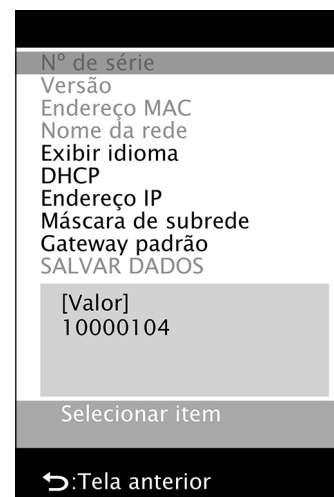 Nº de série
Versão
Endereço MAC
Nome da rede
Exibir idioma
DHCP
Endereço IP
Máscara de subrede
Gateway padrão
SALVAR DADOS
[Valor]
10000104
Selecionar item
⮌:Tela anterior